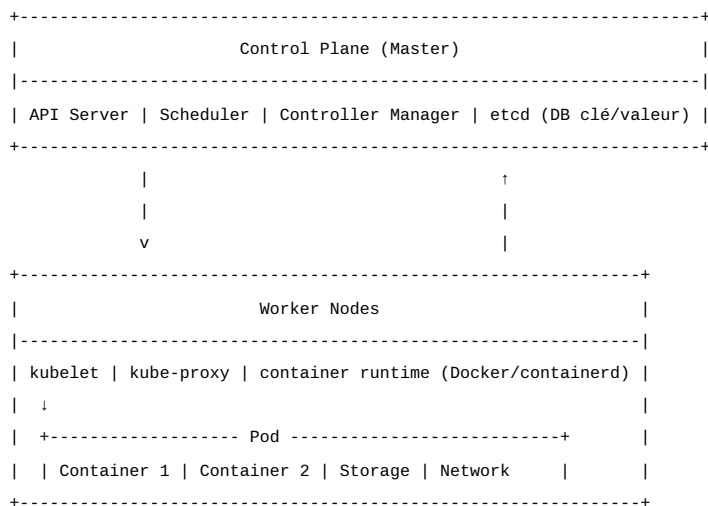 +--------------------------------------------------------------------+
| Control Plane (Master) |
|--------------------------------------------------------------------|
| API Server | Scheduler | Controller Manager | etcd (DB clé/valeur) |
+--------------------------------------------------------------------+
| ↑
| |
v |
+--------------------------------------------------------------+
| Worker Nodes |
|--------------------------------------------------------------|
| kubelet | kube-proxy | container runtime (Docker/containerd) |
| ↓ |
| +------------------- Pod ---------------------------+ |
| | Container 1 | Container 2 | Storage | Network | |
+--------------------------------------------------------------+